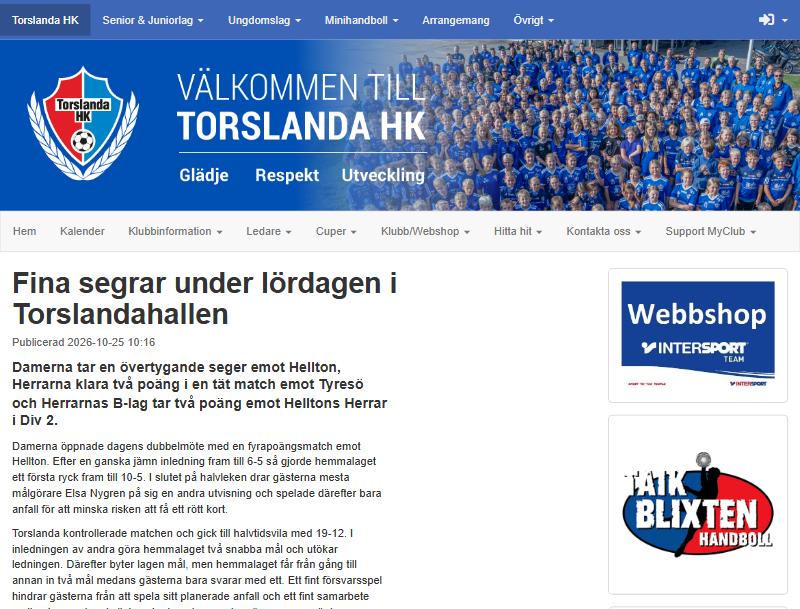 Torslanda HK
Senior & Juniorlag
Ungdomslag
Minihandboll
Arrangemang
Övrigt
Torslanda
HK
VÄLKOMMEN TILL
TORSLANDA HK
Glädje Respekt Utveckling
Hem
Kalender
Klubbinformation
Ledare
Cuper
Klubb/Webshop
Hitta hit
Kontakta oss
Support MyClub
Fina segrar under lördagen i
Torslandahallen
Publicerad 2026-10-25 10:16
Damerna tar en övertygande seger emot Hellton,
Herrarna klara två poäng i en tät match emot Tyresö
och Herrarnas B-lag tar två poäng emot Helltons Herrar
i Div 2.
Damerna öppnade dagens dubbelmöte med en fyrapoängsmatch emot
Hellton. Efter en ganska jämn inledning fram till 6-5 så gjorde hemmalaget
ett första ryck fram till 10-5. I slutet på halvleken drar gästerna mesta
målgörare Elsa Nygren på sig en andra utvisning och spelade därefter bara
anfall för att minska risken att få ett rött kort.
Torslanda kontrollerade matchen och gick till halvtidsvila med 19-12. I
inledningen av andra göra hemmalaget två snabba mål och utökar
ledningen. Därefter byter lagen mål, men hemmalaget får från gång till
annan in två mål medans gästerna bara svarar med ett. Ett fint försvarsspel
hindrar gästerna från att spela sitt planerade anfall och ett fint samarbete
Webbshop
INTERSPORT
TEAM
SPORT TO THE PEOPLE
INTERSPORT
TAIK
BLIXTEN
HANDBOLL